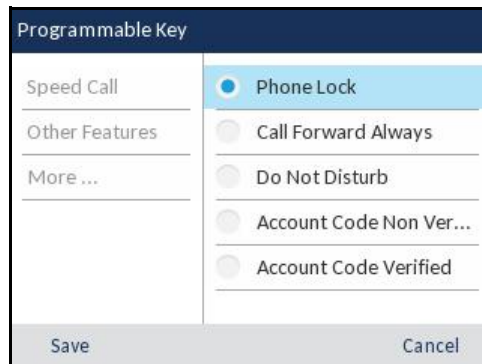 Programmable Key
Speed Call
Other Features
More ...
Phone Lock
Call Forward Always
Do Not Disturb
Account Code Non Ver...
Account Code Verified
Save
Cancel